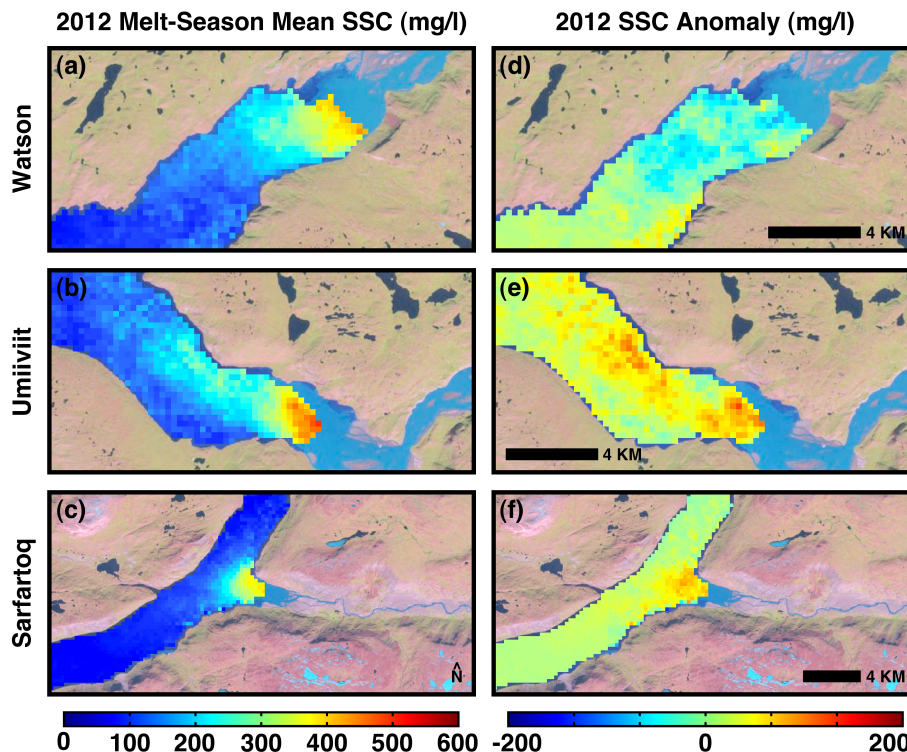 2012 Melt-Season Mean SSC (mg/l)
2012 SSC Anomaly (mg/l)
Watson
(a)
(d)
4 KM
Umiiviit
(b)
(e)
4 KM
Sarfartoq
(c)
^
N
(f)
4 KM
0 100 200 300 400 500 600
-200 0 200